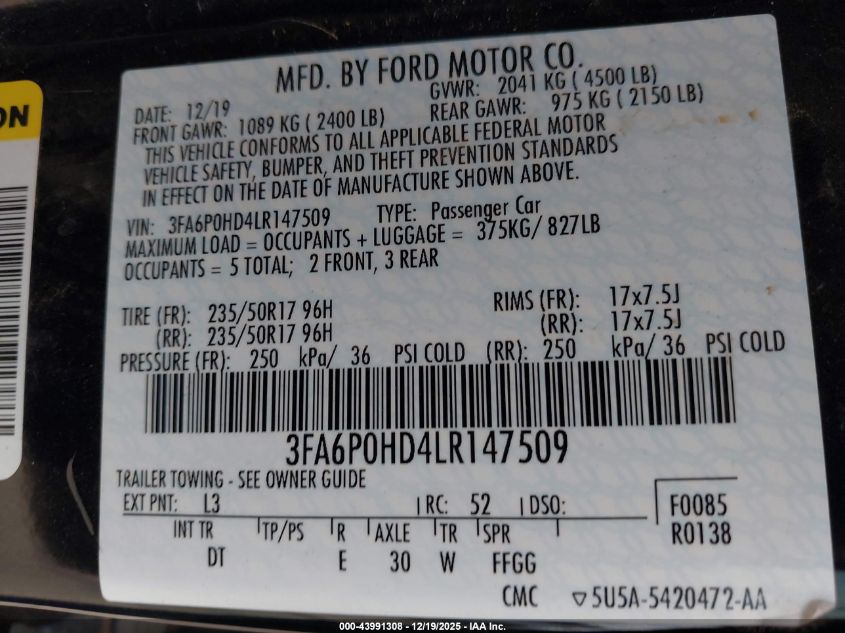 ON
MFD. BY FORD MOTOR CO.
DATE: 12/19 GVWR: 2041 KG ( 4500 LB)
FRONT GAWR: 1089 KG ( 2400 LB) REAR GAWR: 975 KG ( 2150 LB)
THIS VEHICLE CONFORMS TO ALL APPLICABLE FEDERAL MOTOR
VEHICLE SAFETY, BUMPER, AND THEFT PREVENTION STANDARDS
IN EFFECT ON THE DATE OF MANUFACTURE SHOWN ABOVE.
VIN: 3FA6P0HD4LR147509 TYPE: Passenger Car
MAXIMUM LOAD = OCCUPANTS + LUGGAGE = 375KG/ 827LB
OCCUPANTS = 5 TOTAL; 2 FRONT, 3 REAR
TIRE (FR): 235/50R17 96H RIMS (FR): 17x7.5J
(RR): 235/50R17 96H (RR): 17x7.5J
PRESSURE (FR): 250 kPa/ 36 PSI COLD (RR): 250 kPa/ 36 PSI COLD
3FA6P0HD4LR147509
TRAILER TOWING - SEE OWNER GUIDE
EXT PNT: L3 RC: 52 DSO: F0085
INT TR TP/PS R AXLE TR SPR R0138
DT E 30 W FFGG
CMC 5U5A-5420472-AA
000-43991308 - 12/19/2025 - IAA Inc.